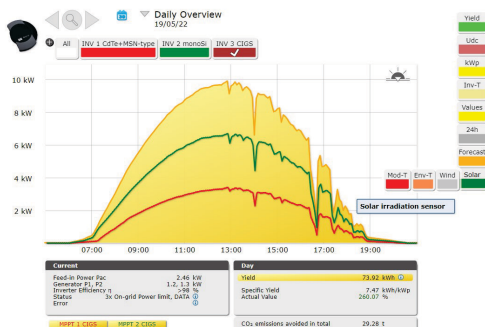 Daily Overview
19/05/22
All
INV 1 CdTe+MSN-type
INV 2 monoSi
INV 3 CIGS
Yield
Udc
kWp
Inv-T
Values
24h
Forecast
Solar
Mod-T
Env-T
Wind
Solar irradiation sensor
10 kW
8 kW
6 kW
4 kW
2 kW
07:00 09:00 11:00 13:00 15:00 17:00 19:00
Current
Feed-in Power Pac 2.46 kW
Generator P1, P2 1.2, 1.3 kW
Inverter Efficiency η >98 %
Status 3x On-grid Power limit, DATA
Error
MPPT 1 CIGS
MPPT 2 CIGS
Day
Yield 73.92 kWh
Specific Yield 7.47 kWh/kWp
Actual Value 260.07 %
CO₂ emissions avoided in total 29.28 t